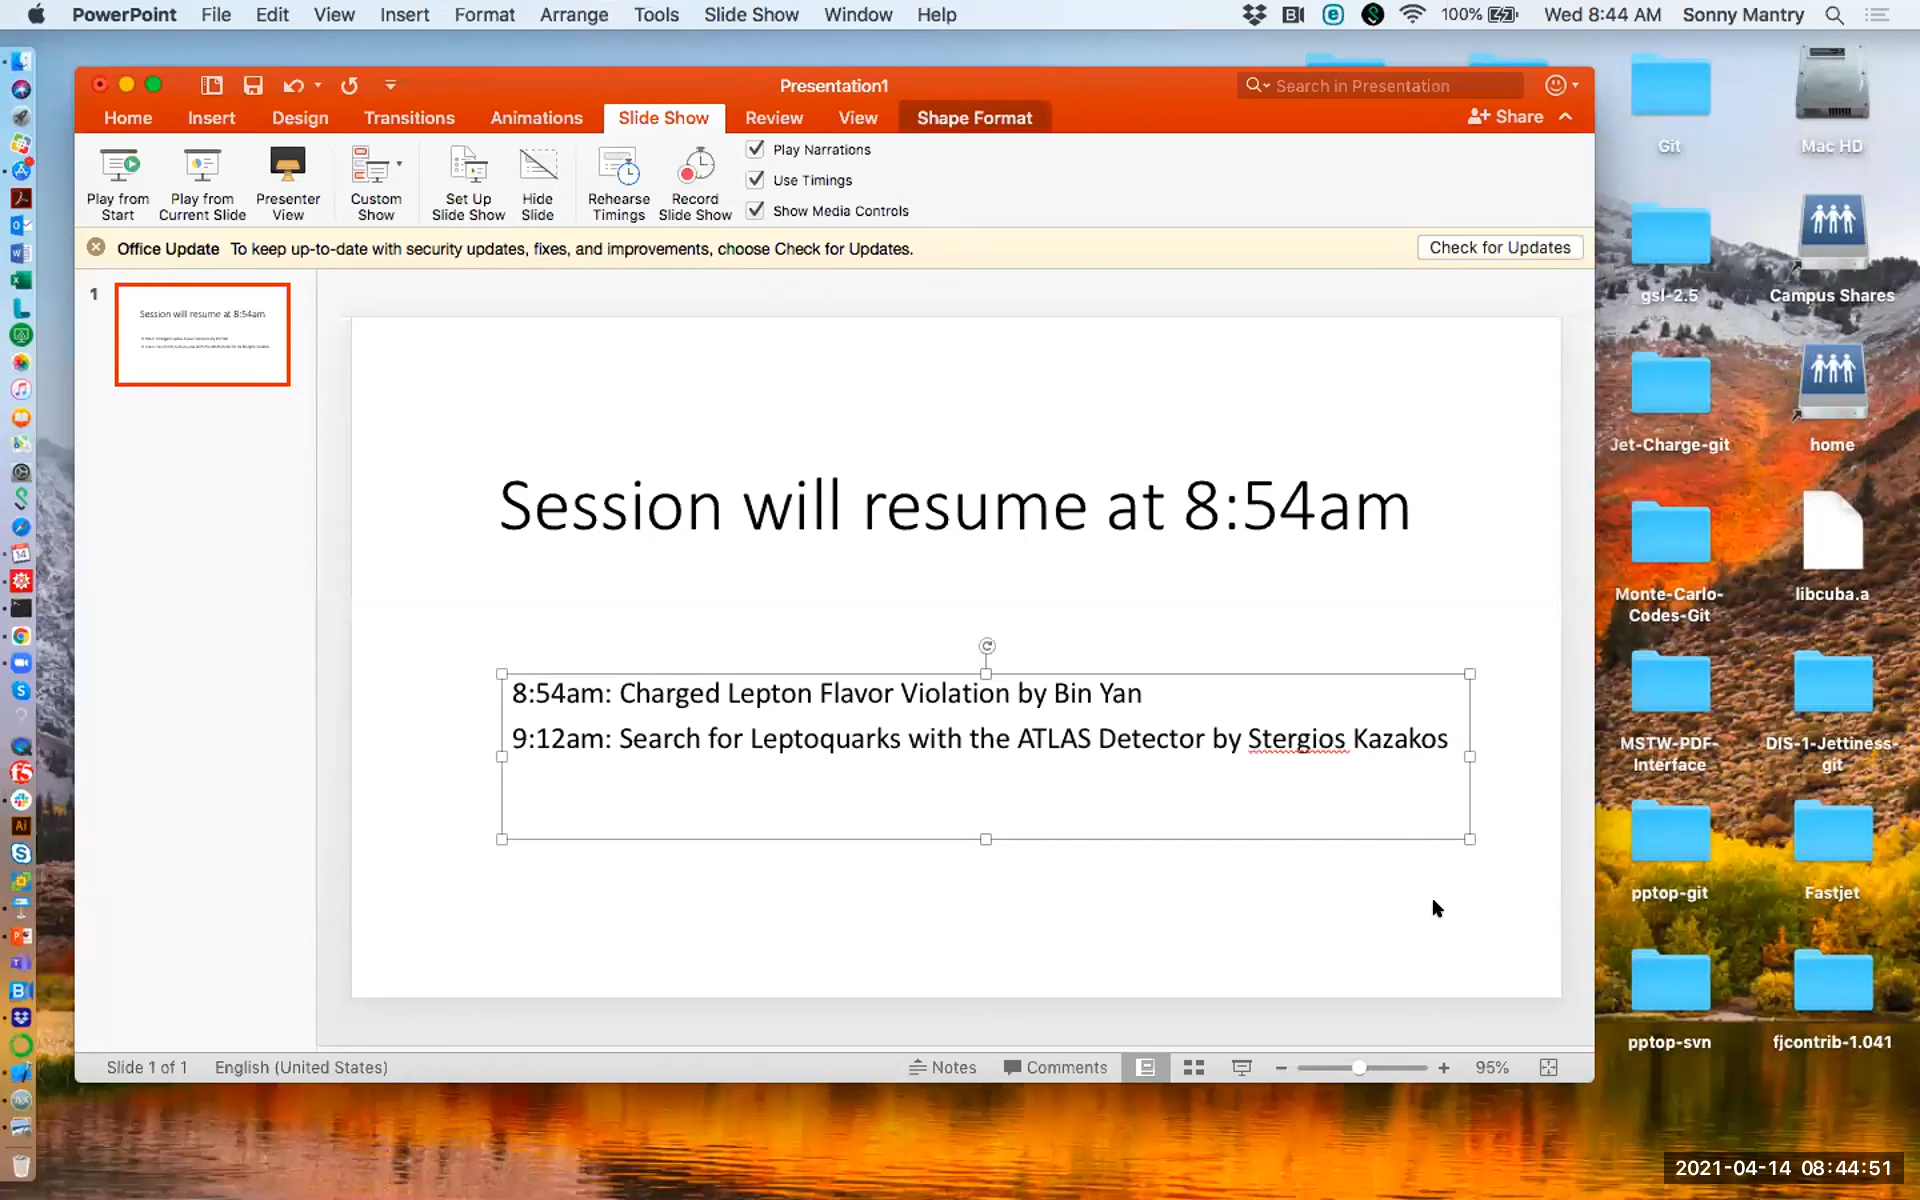 PowerPoint File Edit View Insert Format Arrange Tools Slide Show Window Help 100% Wed 8:44 AM Sonny Mantry
Presentation1
Search in Presentation
Home Insert Design Transitions Animations Slide Show Review View Shape Format Share
Play from Start
Play from Current Slide
Presenter View
Custom Show
Set Up Slide Show
Hide Slide
Rehearse Timings
Record Slide Show
Play Narrations
Use Timings
Show Media Controls
Office Update To keep up-to-date with security updates, fixes, and improvements, choose Check for Updates.
Check for Updates
1
Session will resume at 8:54am
Session will resume at 8:54am
8:54am: Charged Lepton Flavor Violation by Bin Yan
9:12am: Search for Leptoquarks with the ATLAS Detector by Stergios Kazakos
Slide 1 of 1 English (United States) Notes Comments 95%
Git
Mac HD
gsl-2.5
Campus Shares
Jet-Charge-git
home
Monte-Carlo-
Codes-Git
libcuba.a
MSTW-PDF-
Interface
DIS-1-Jettiness-
git
pptop-git
Fastjet
pptop-svn
fjcontrib-1.041
2021-04-14 08:44:51